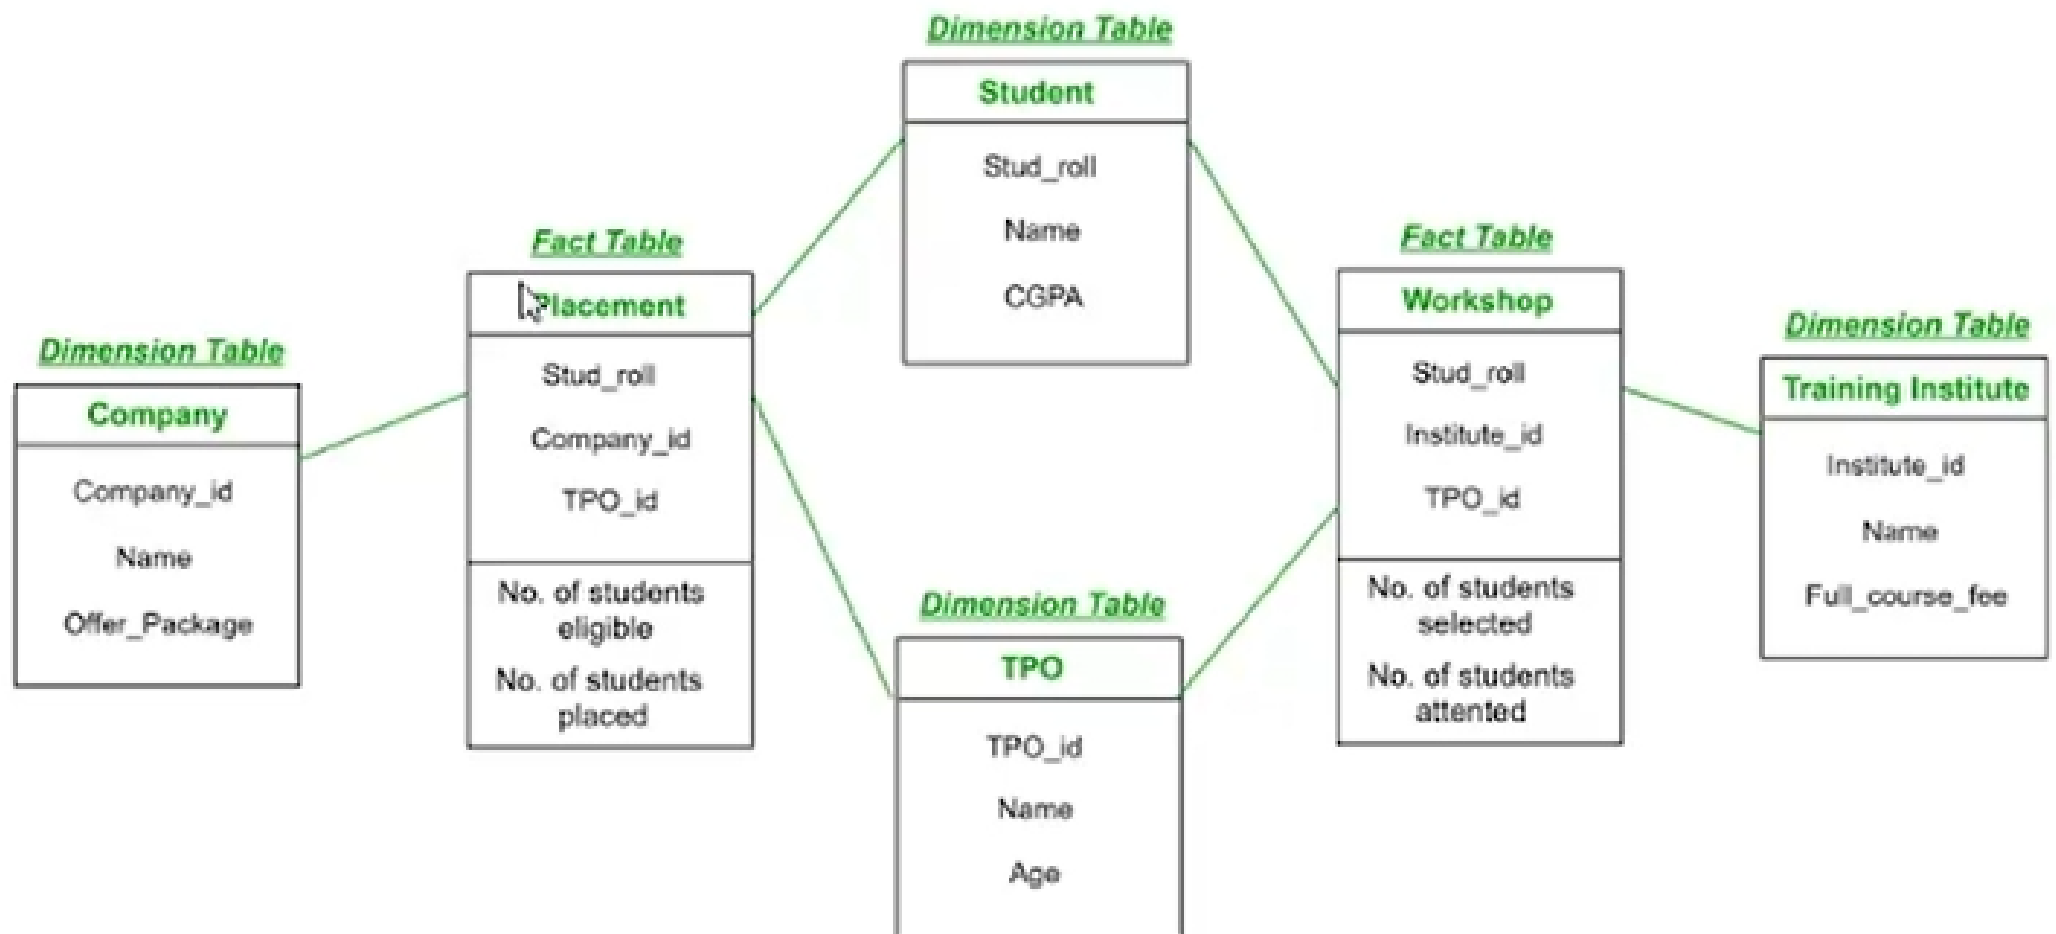 Dimension Table
Student
Stud_roll
Name
CGPA
Fact Table
Placement
Stud_roll
Company_id
TPO_id
No. of students
eligible
No. of students
placed
Fact Table
Workshop
Stud_roll
Institute_id
TPO_id
No. of students
selected
No. of students
attented
Dimension Table
Company
Company_id
Name
Offer_Package
Dimension Table
Training Institute
Institute_id
Name
Full_course_fee
Dimension Table
TPO
TPO_id
Name
Age